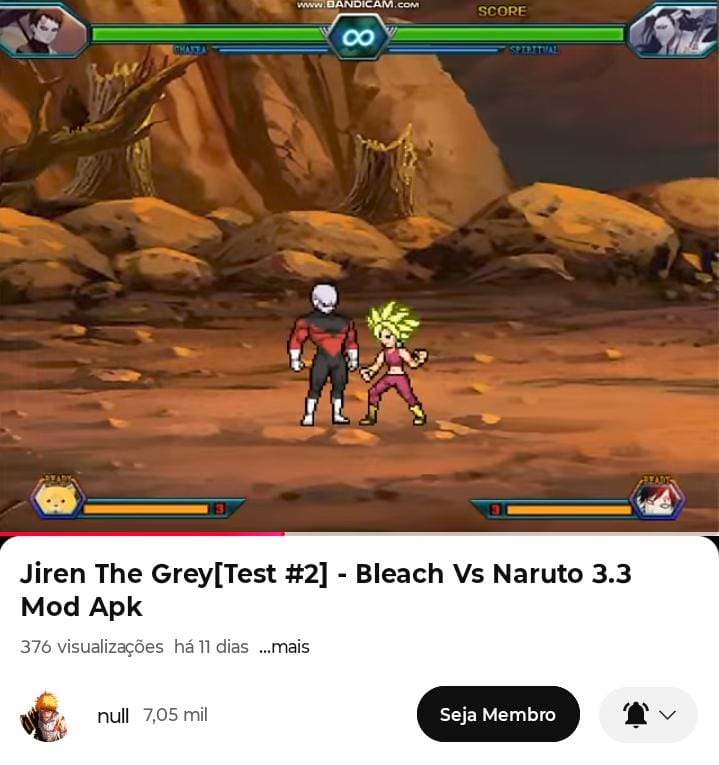 www.BANDICAM.com
SCORE
CHAKRA
SPIRITUAL
READY
READY
3
3
Jiren The Grey[Test #2] - Bleach Vs Naruto 3.3
Mod Apk
376 visualizações há 11 dias ...mais
null 7,05 mil
Seja Membro